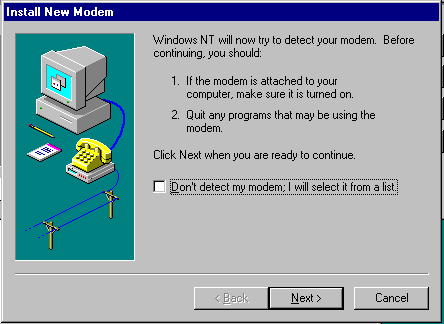 Install New Modem
Windows NT will now try to detect your modem. Before
continuing, you should:
1. If the modem is attached to your
computer, make sure it is turned on.
2. Quit any programs that may be using the
modem.
Click Next when you are ready to continue.
Don't detect my modem; I will select it from a list.
< Back
Next >
Cancel